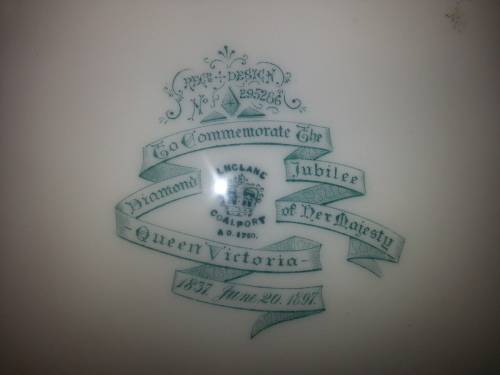 REGD DESIGN
No 295266
To Commemorate The
Diamond
Jubilee
of Her Majesty
Queen Victoria
1837. June 20. 1897.
ENGLAND
COALPORT
A.D. 1750.